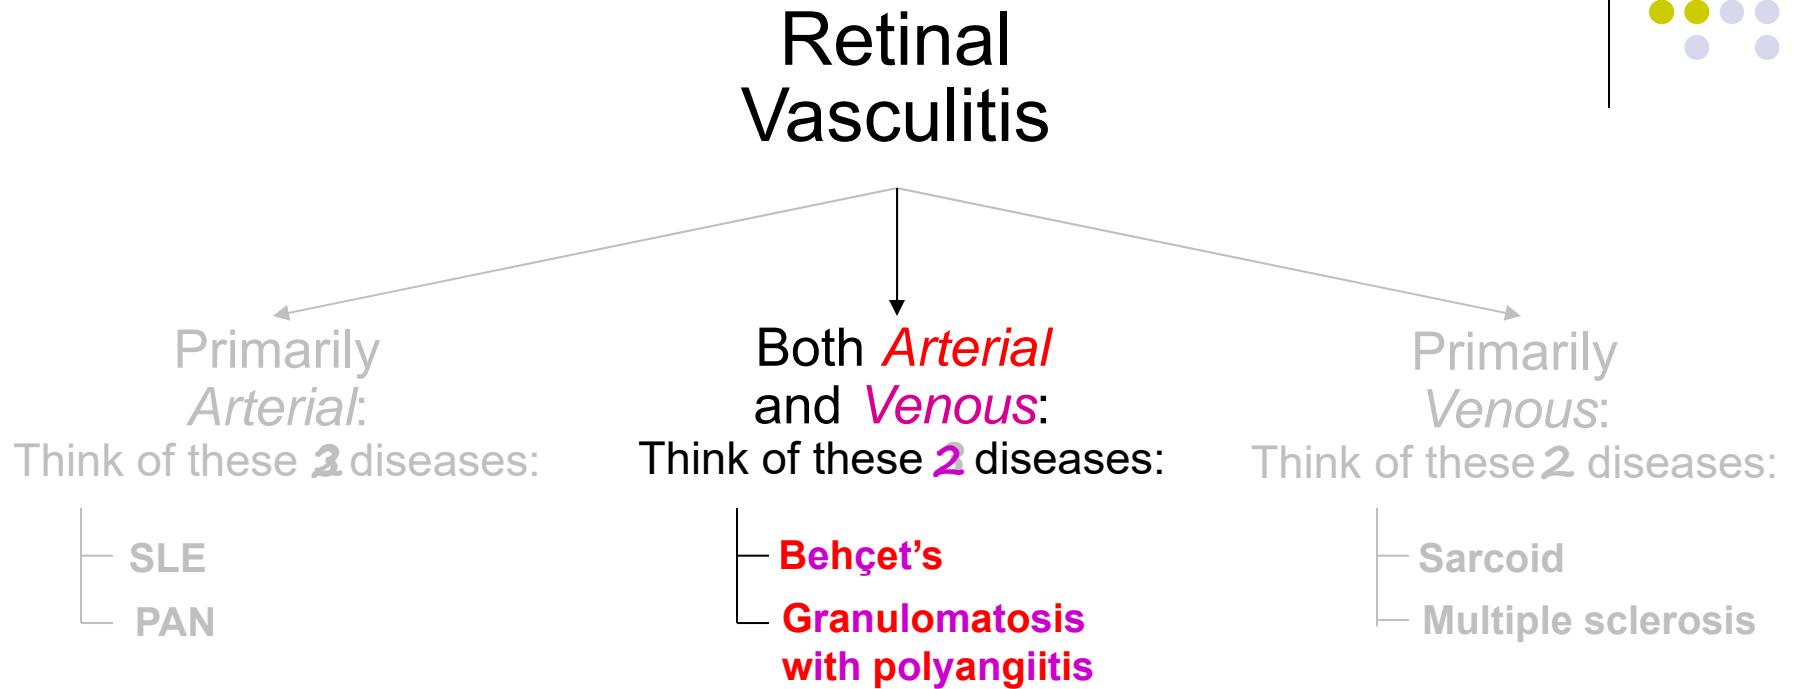 Retinal
Vasculitis
Primarily
Arterial:
Think of these 2 diseases:
SLE
PAN
Both Arterial
and Venous:
Think of these 2 diseases:
Behçet’s
Granulomatosis
with polyangiitis
Primarily
Venous:
Think of these 2 diseases:
Sarcoid
Multiple sclerosis